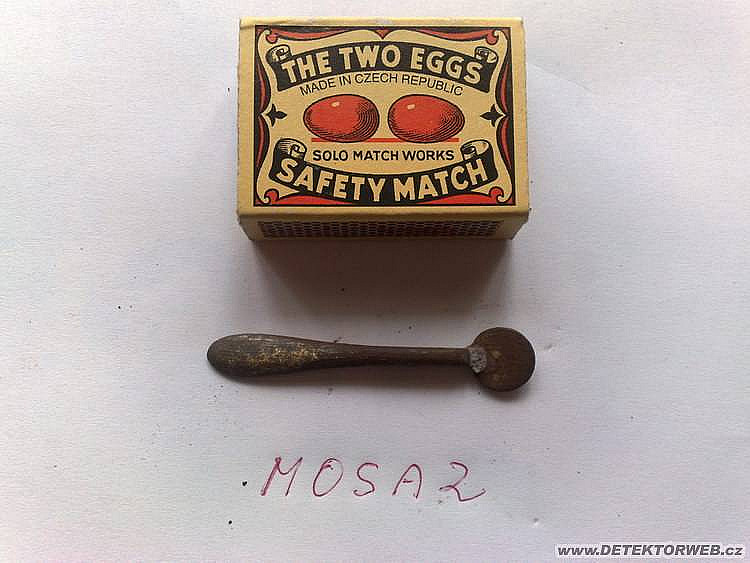 THE TWO EGGS
MADE IN CZECH REPUBLIC
SOLO MATCH WORKS
SAFETY MATCH
MOSAZ
www.DETEKTORWEB.cz